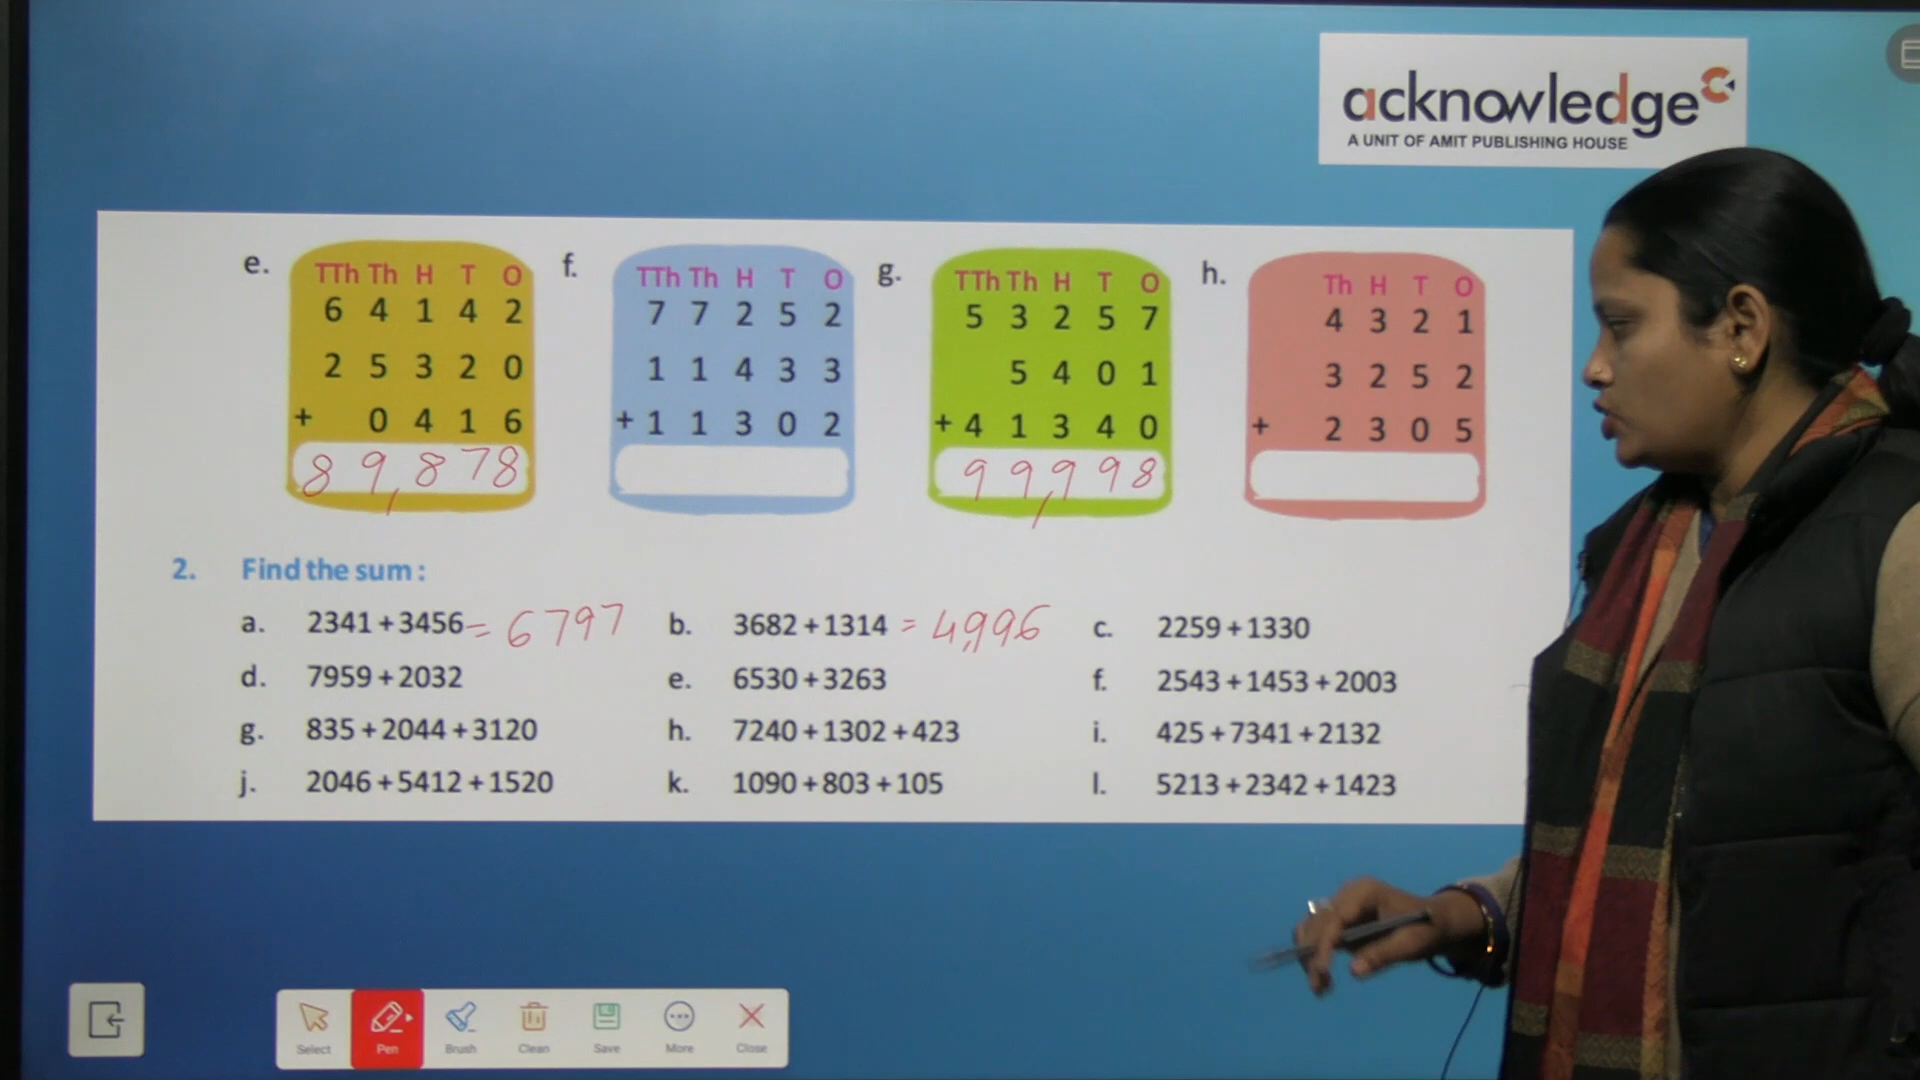 acknowledge
A UNIT OF AMIT PUBLISHING HOUSE
e.
TTh Th H T O
6 4 1 4 2
2 5 3 2 0
+ 0 4 1 6
89,878
f.
TTh Th H T O
7 7 2 5 2
1 1 4 3 3
+ 1 1 3 0 2
g.
TTh Th H T O
5 3 2 5 7
5 4 0 1
+ 4 1 3 4 0
99,998
h.
Th H T O
4 3 2 1
3 2 5 2
+ 2 3 0 5
2. Find the sum :
a. 2341 + 3456 = 6797 b. 3682 + 1314 = 4,996 c. 2259 + 1330
d. 7959 + 2032 e. 6530 + 3263 f. 2543 + 1453 + 2003
g. 835 + 2044 + 3120 h. 7240 + 1302 + 423 i. 425 + 7341 + 2132
j. 2046 + 5412 + 1520 k. 1090 + 803 + 105 l. 5213 + 2342 + 1423
Select Pen Brush Clean Save More Close